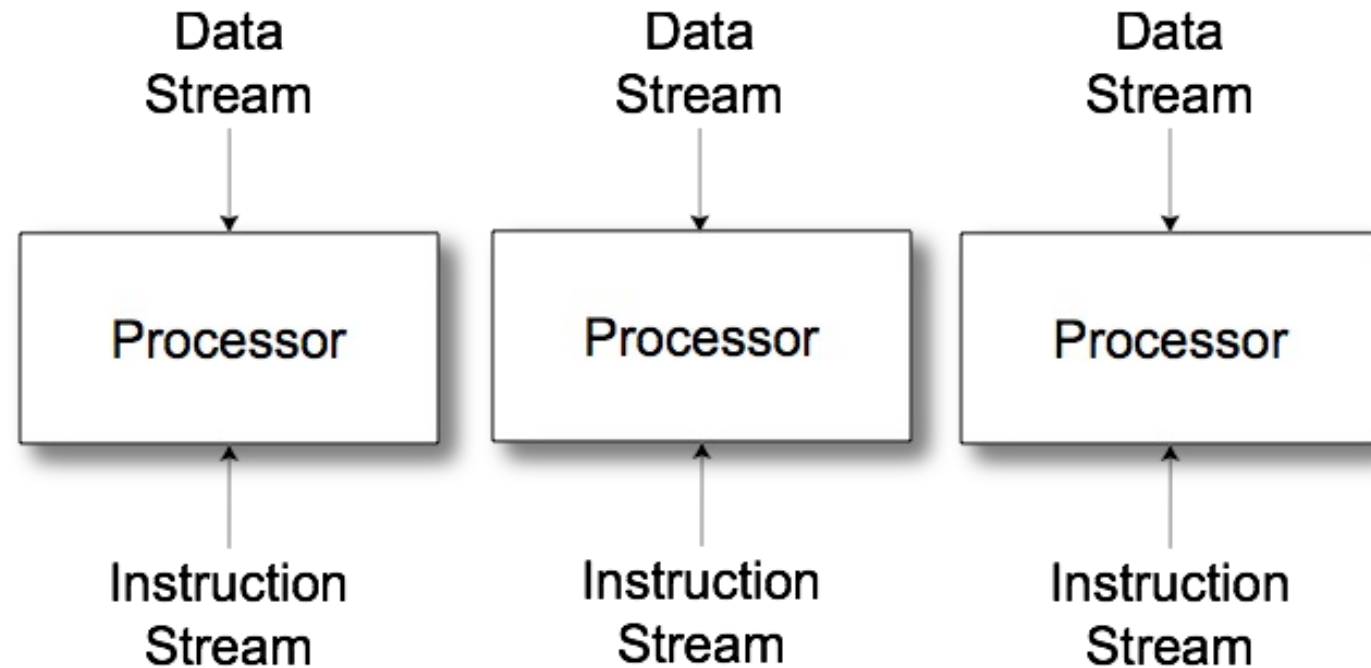 Data
Stream
Data
Stream
Data
Stream
Processor
Processor
Processor
Instruction
Stream
Instruction
Stream
Instruction
Stream